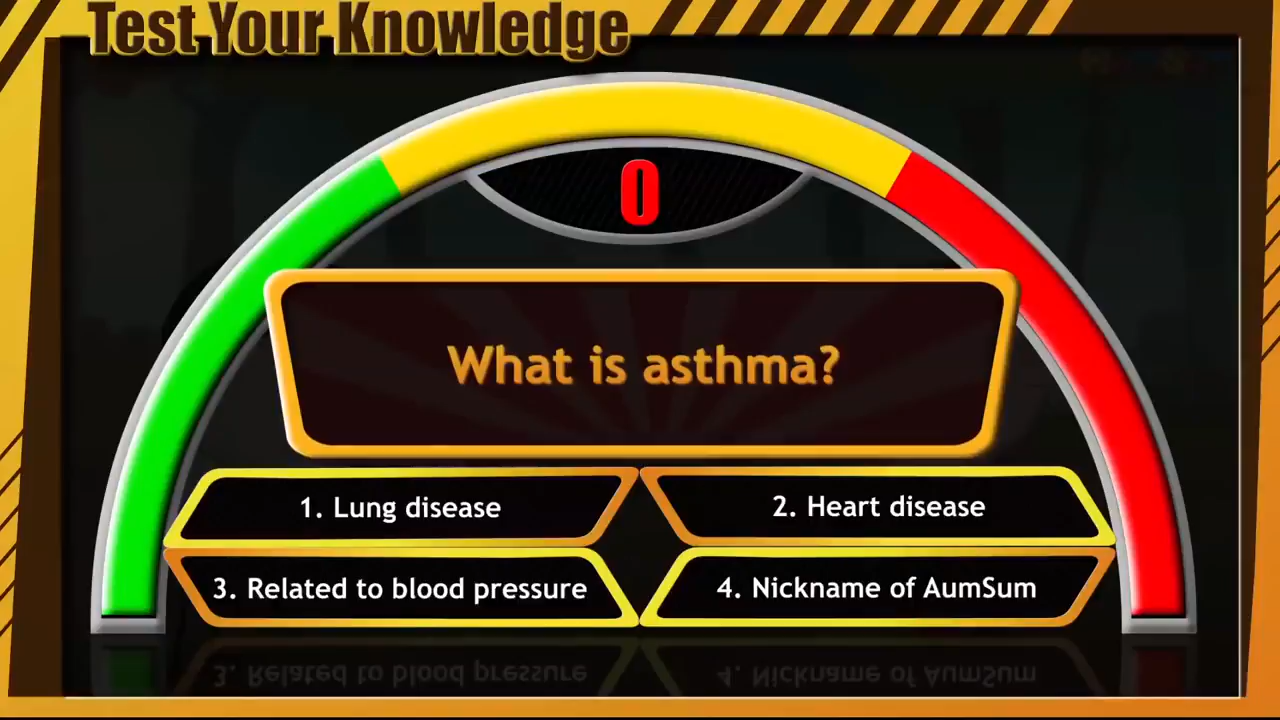 Test Your Knowledge
0
What is asthma?
1. Lung disease
2. Heart disease
3. Related to blood pressure
4. Nickname of AumSum